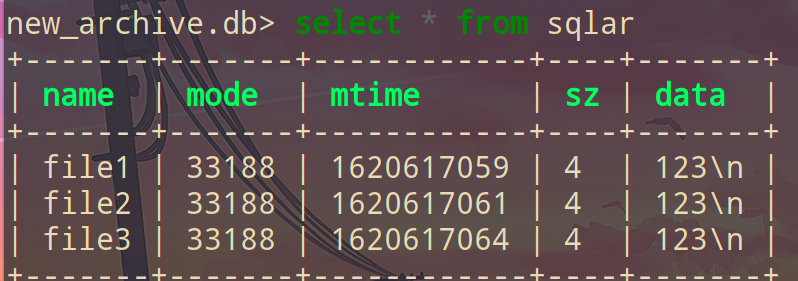 new_archive.db> select * from sqlar
+-------+-------+------------+----+-------+
| name  | mode  | mtime      | sz | data  |
+-------+-------+------------+----+-------+
| file1 | 33188 | 1620617059 | 4  | 123\n |
| file2 | 33188 | 1620617061 | 4  | 123\n |
| file3 | 33188 | 1620617064 | 4  | 123\n |
+-------+-------+------------+----+-------+